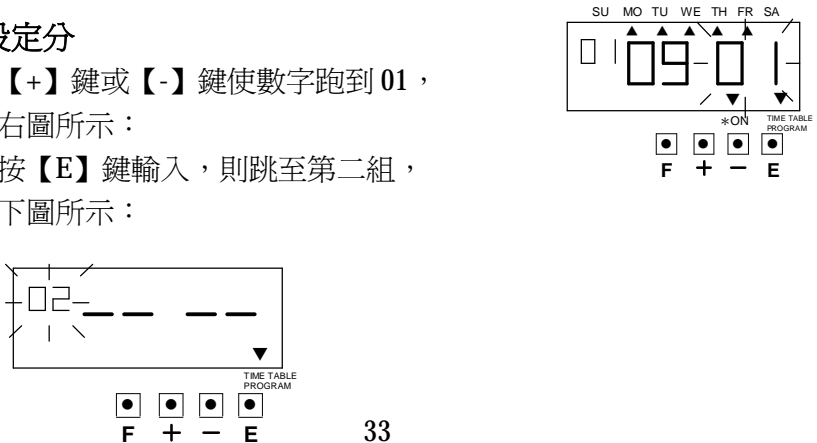 設定分
【+】鍵或【-】鍵使數字跑到 01，
右圖所示：
按【E】鍵輸入，則跳至第二組，
下圖所示：
SU MO TU WE TH FR SA
01 09 01
*ON
TIME TABLE
PROGRAM
F + − E
02 -- --
TIME TABLE
PROGRAM
F + − E
33